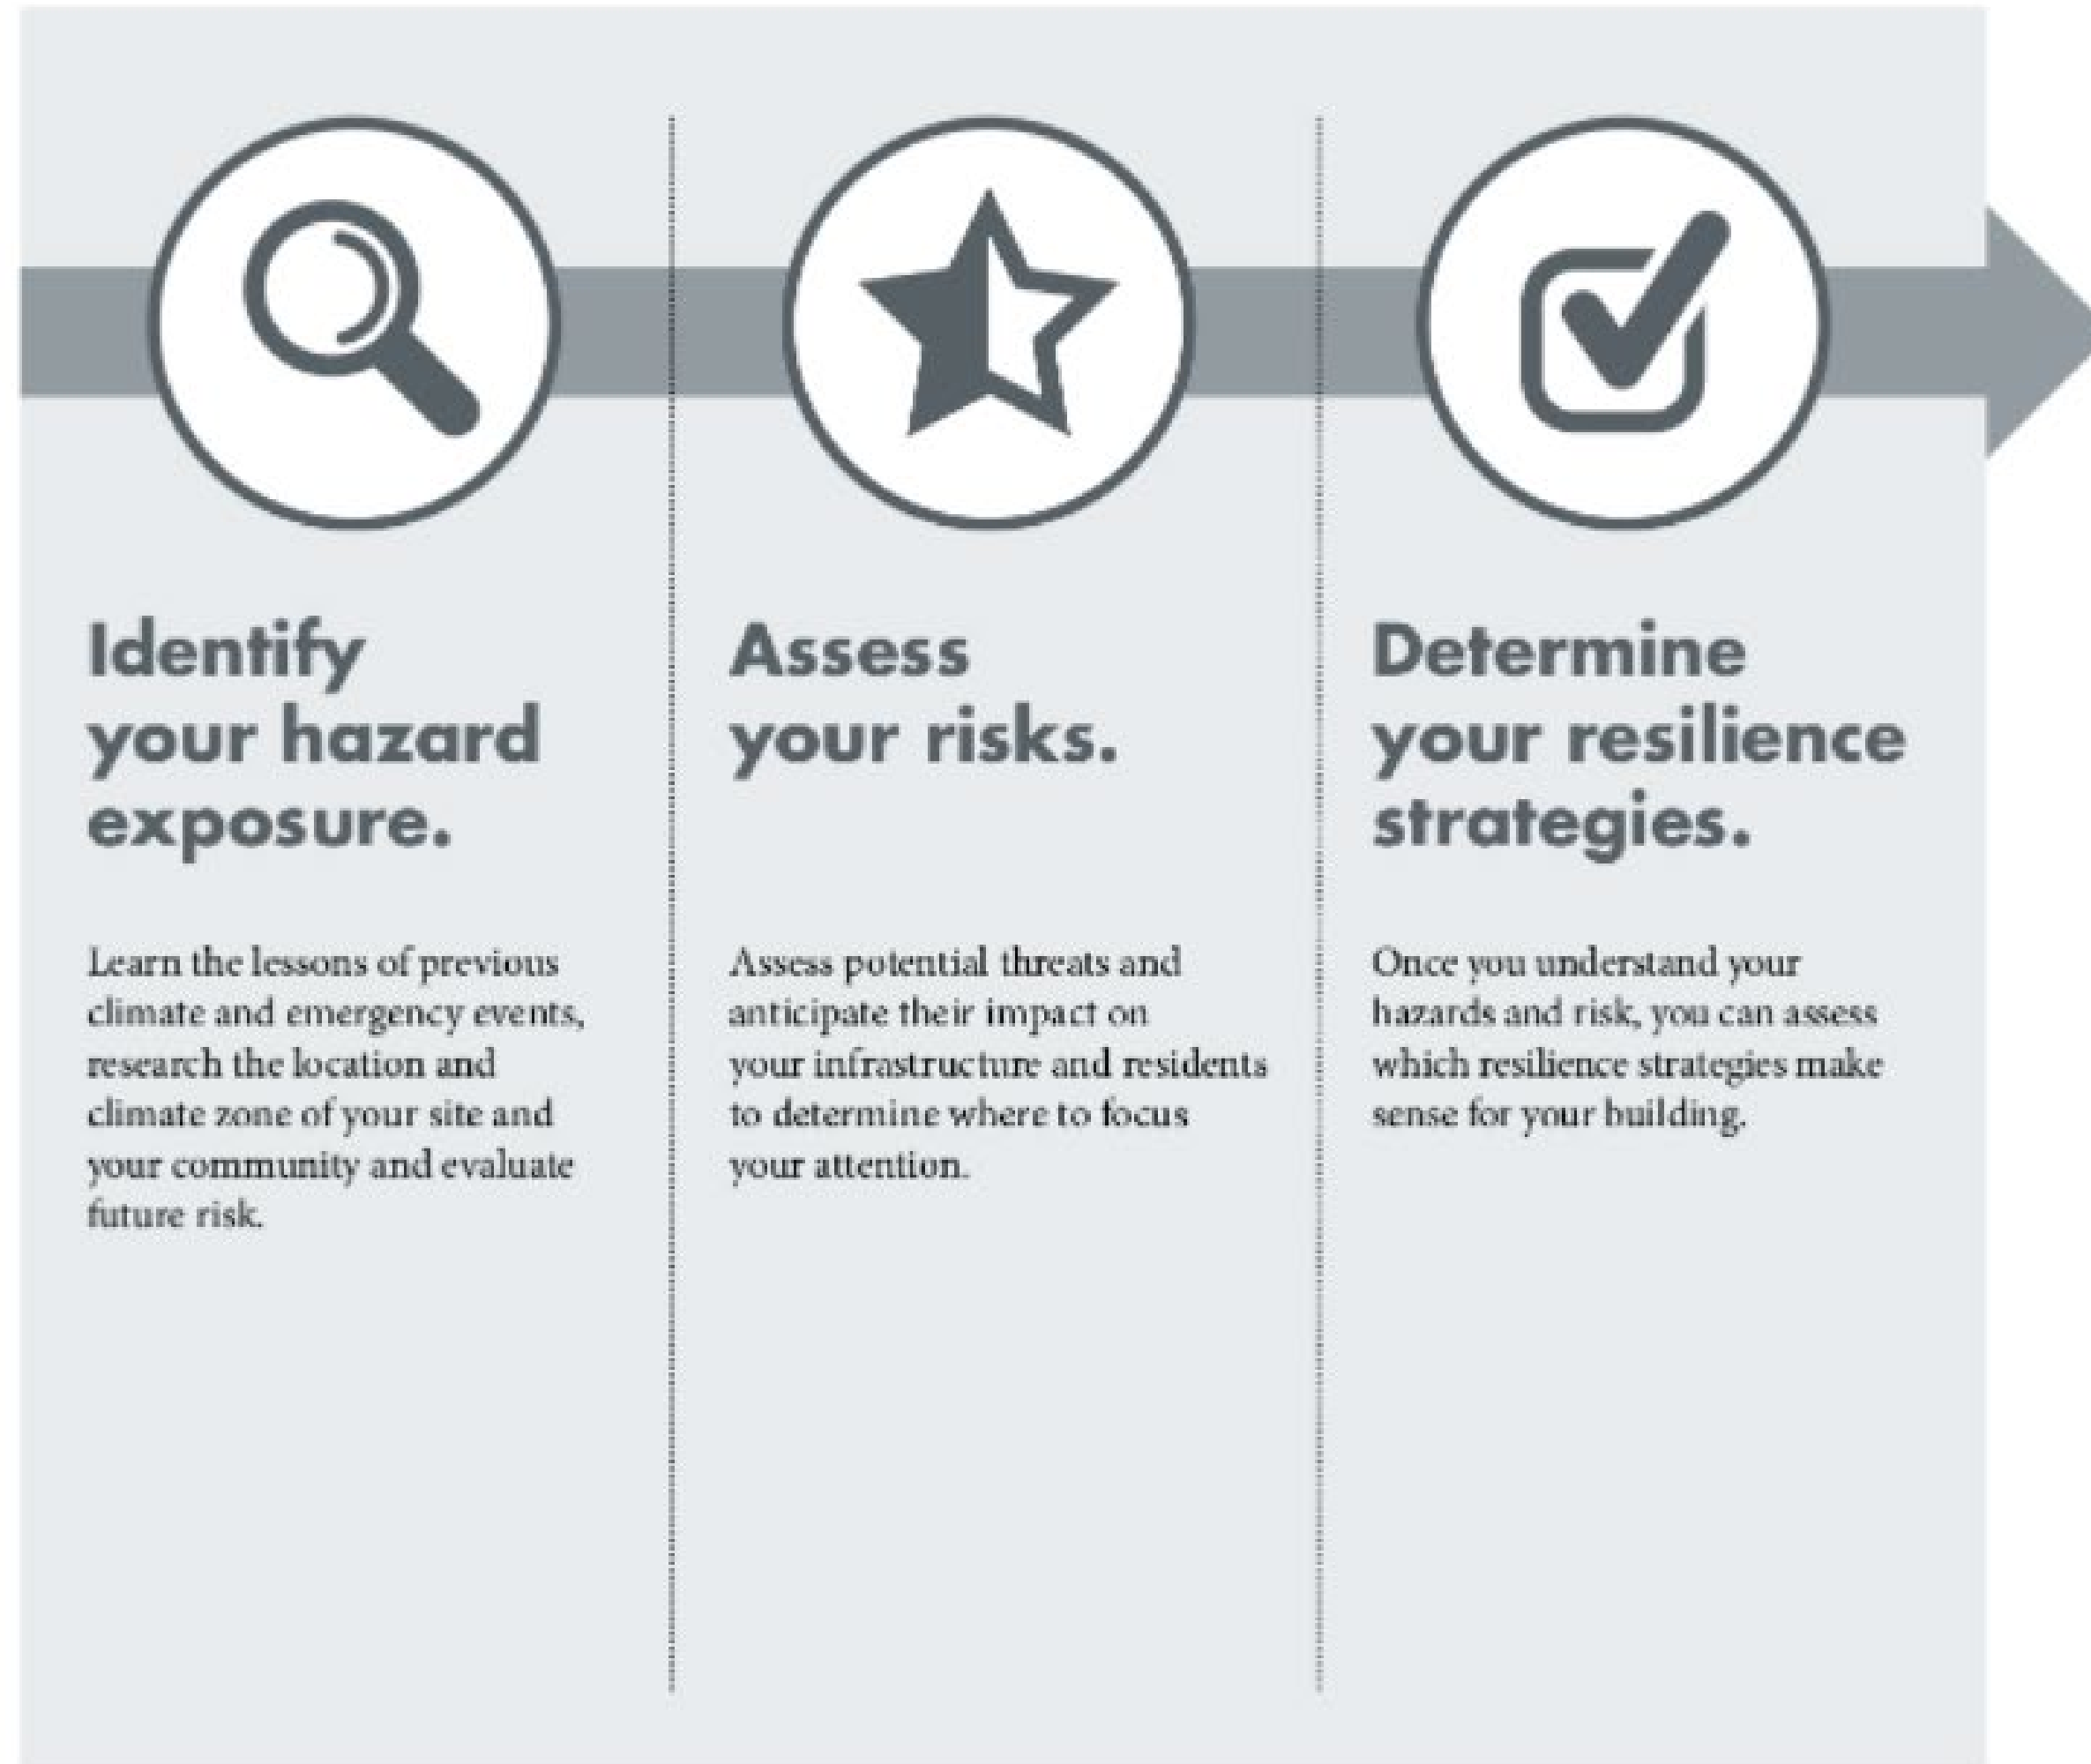 Identify
your hazard
exposure.
Learn the lessons of previous
climate and emergency events,
research the location and
climate zone of your site and
your community and evaluate
future risk.
Assess
your risks.
Assess potential threats and
anticipate their impact on
your infrastructure and residents
to determine where to focus
your attention.
Determine
your resilience
strategies.
Once you understand your
hazards and risk, you can assess
which resilience strategies make
sense for your building.